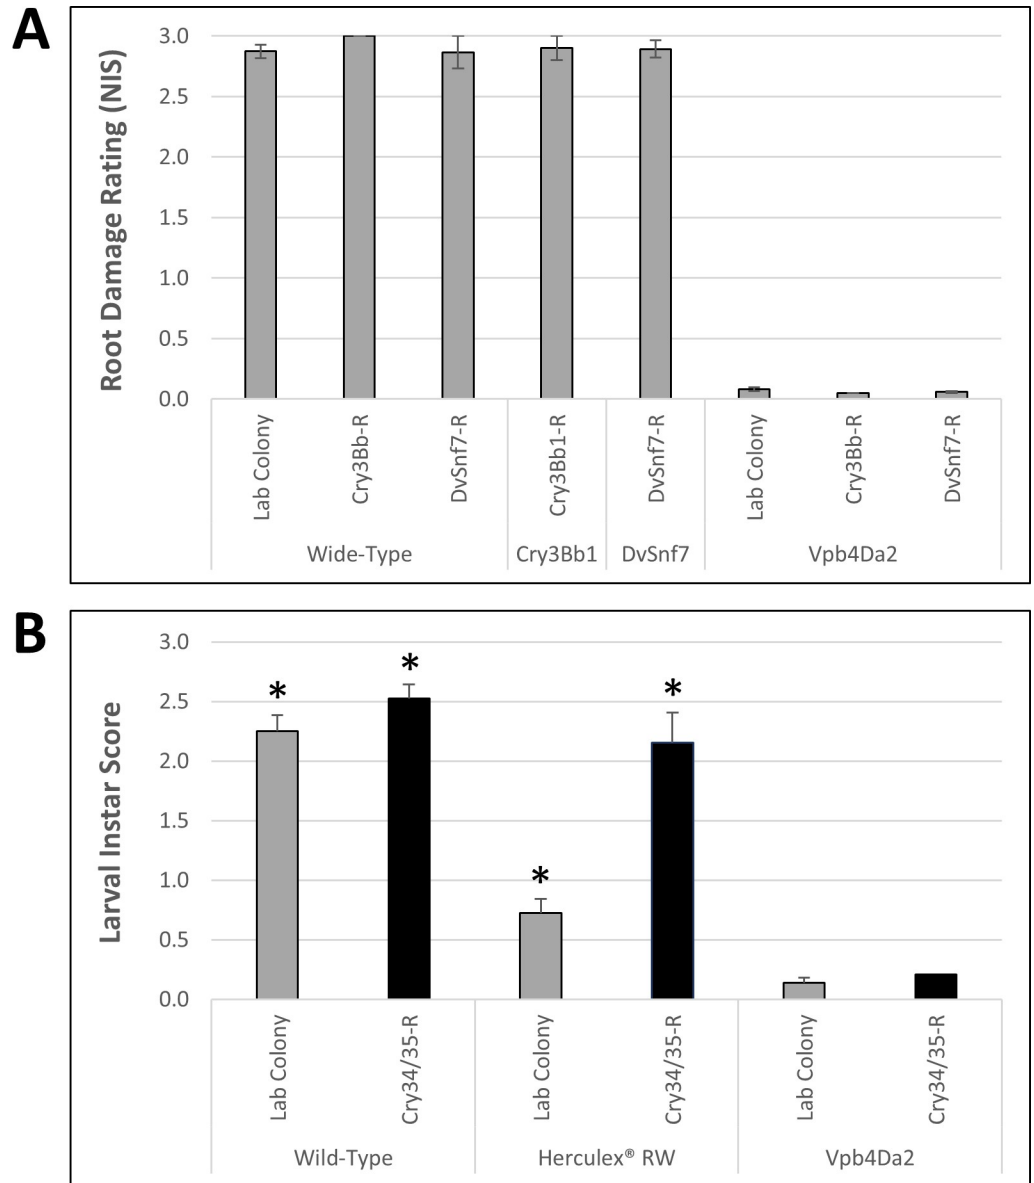 A
Root Damage Rating (NIS)
3.0
2.5
2.0
1.5
1.0
0.5
0.0
Lab Colony
Cry3Bb-R
DvSnf7-R
Cry3Bb1-R
DvSnf7-R
Lab Colony
Cry3Bb-R
DvSnf7-R
Wide-Type
Cry3Bb1
DvSnf7
Vpb4Da2
B
Larval Instar Score
3.0
2.5
2.0
1.5
1.0
0.5
0.0
*
*
*
*
Lab Colony
Cry34/35-R
Lab Colony
Cry34/35-R
Lab Colony
Cry34/35-R
Wild-Type
Herculex® RW
Vpb4Da2